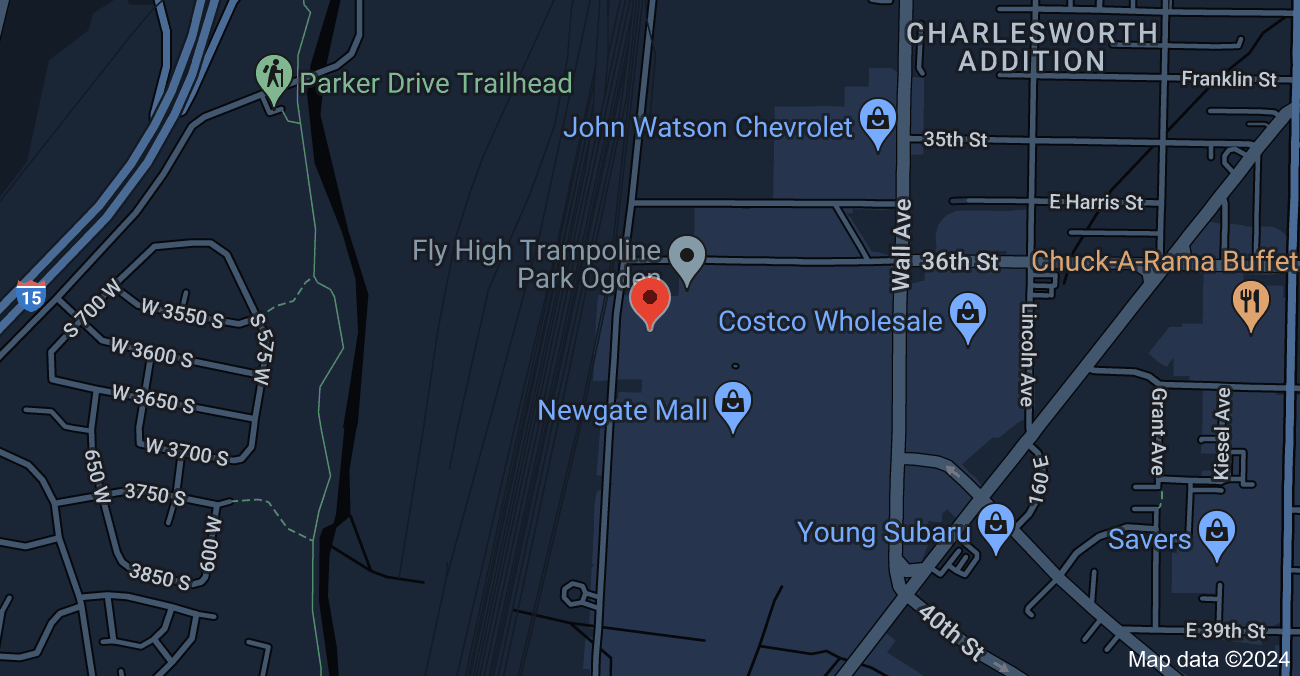 CHARLESWORTH
ADDITION
Franklin St
Parker Drive Trailhead
John Watson Chevrolet
35th St
E Harris St
Wall Ave
Fly High Trampoline
Park Ogden
36th St
Chuck-A-Rama Buffet
15
S 700 W
W 3550 S
S 575 W
Costco Wholesale
Lincoln Ave
W 3600 S
W 3650 S
Newgate Mall
Grant Ave
Kiesel Ave
W 3700 S
650 W
3750 S
160 E
600 W
Young Subaru
Savers
3850 S
40th St
E 39th St
Map data ©2024